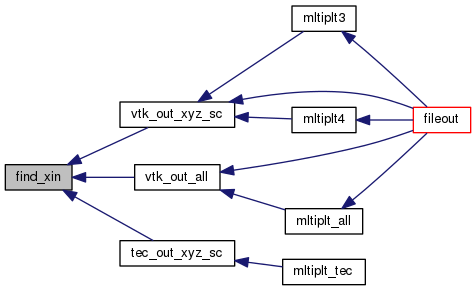 mltiplt3
vtk_out_xyz_sc
mltiplt4
fileout
find_xin
vtk_out_all
mltiplt_all
tec_out_xyz_sc
mltiplt_tec